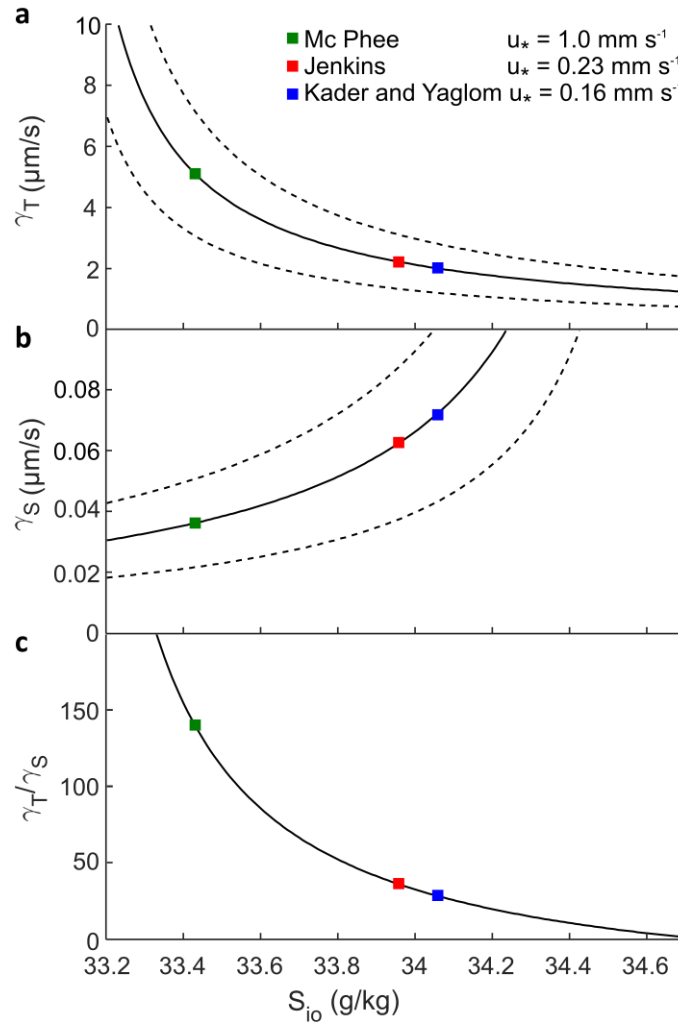 a
10
8
6
4
2
0
γT (μm/s)
Mc Phee u* = 1.0 mm s-1
Jenkins u* = 0.23 mm s-1
Kader and Yaglom u* = 0.16 mm s-
b
0.08
0.06
0.04
0.02
0
γS (μm/s)
c
150
100
50
0
γT/γS
33.2 33.4 33.6 33.8 34 34.2 34.4 34.6
Sio (g/kg)